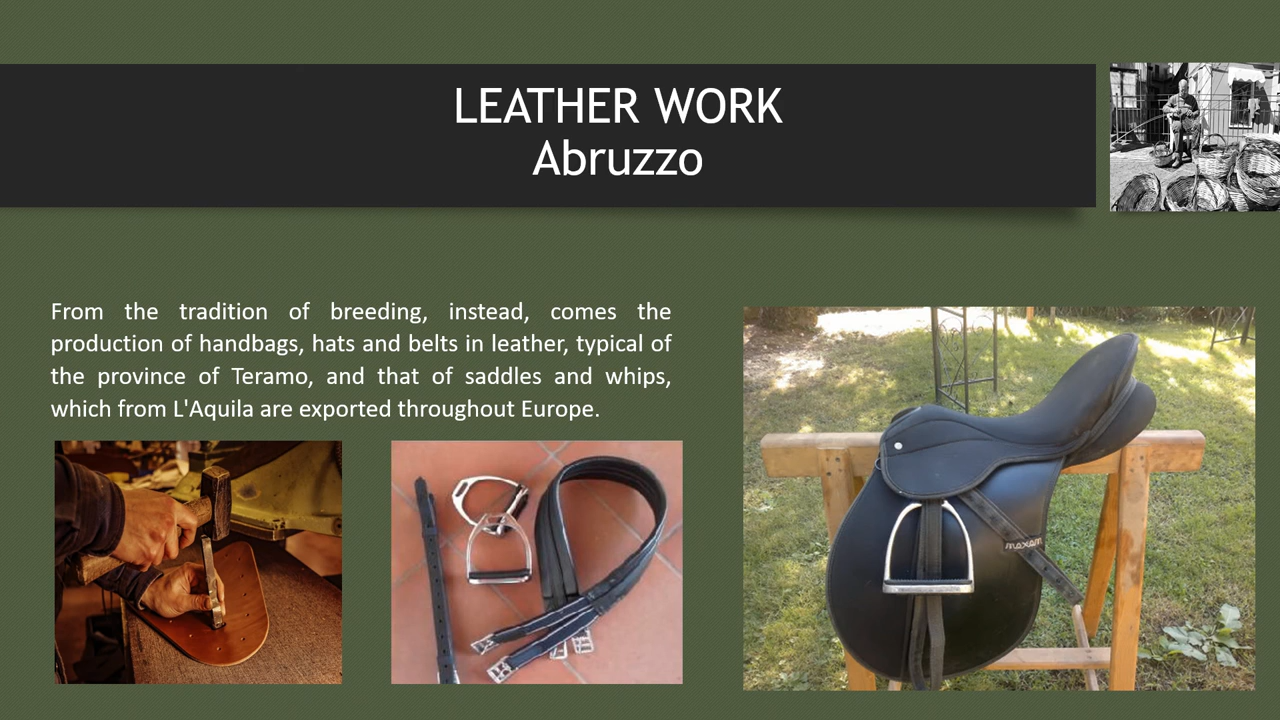 LEATHER WORK
Abruzzo
From the tradition of breeding, instead, comes the
production of handbags, hats and belts in leather, typical of
the province of Teramo, and that of saddles and whips,
which from L'Aquila are exported throughout Europe.
maxam